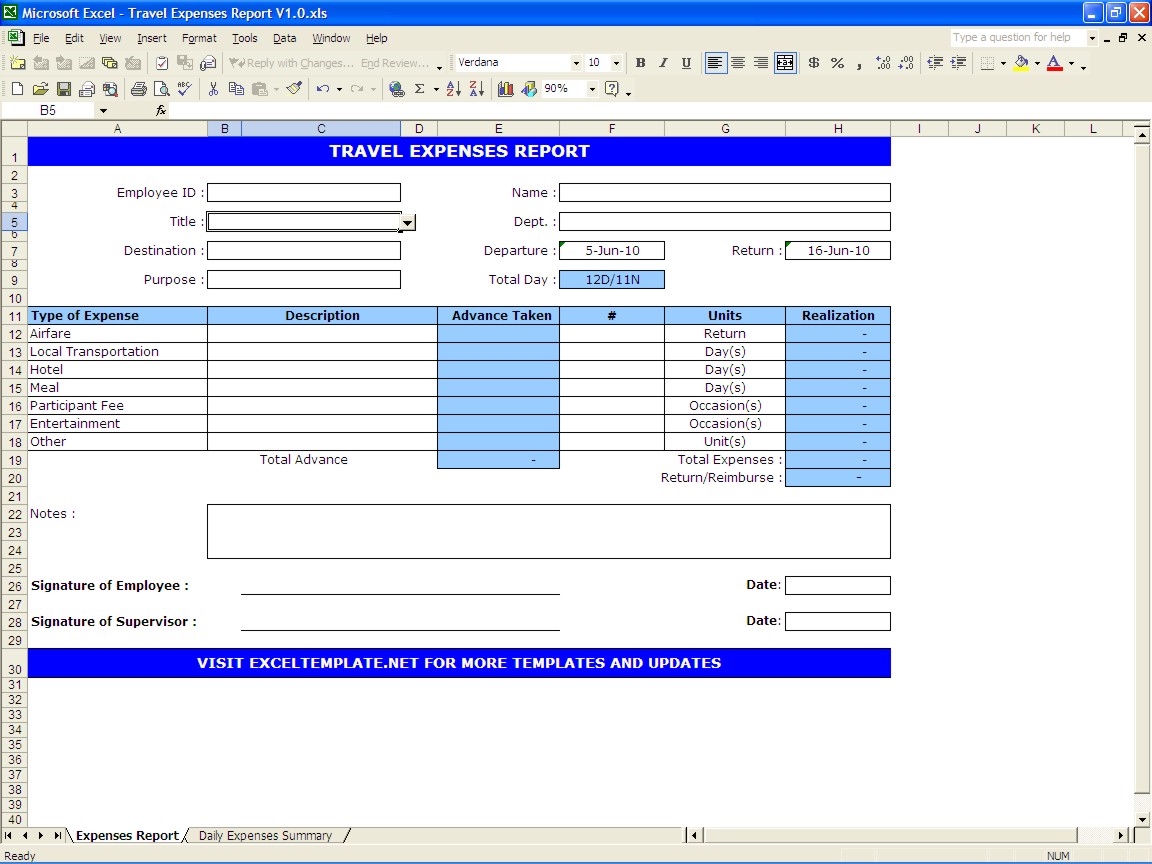 Microsoft Excel - Travel Expenses Report V1.0.xls
File Edit View Insert Format Tools Data Window Help Type a question for help
Reply with Changes... End Review... Verdana 10 B I U $ % ,
Σ 90%
B5 fx
A B C D E F G H I J K L
1 TRAVEL EXPENSES REPORT
2
3 Employee ID : Name :
4
5 Title : Dept. :
6
7 Destination : Departure : 5-Jun-10 Return : 16-Jun-10
8
9 Purpose : Total Day : 12D/11N
10
11 Type of Expense Description Advance Taken # Units Realization
12 Airfare Return -
13 Local Transportation Day(s) -
14 Hotel Day(s) -
15 Meal Day(s) -
16 Participant Fee Occasion(s) -
17 Entertainment Occasion(s) -
18 Other Unit(s) -
19 Total Advance - Total Expenses : -
20 Return/Reimburse : -
21
22 Notes :
23
24
25
26 Signature of Employee : Date:
27
28 Signature of Supervisor : Date:
29
30 VISIT EXCELTEMPLATE.NET FOR MORE TEMPLATES AND UPDATES
31
32
33
34
35
36
37
38
39
40
Expenses Report Daily Expenses Summary
Ready NUM